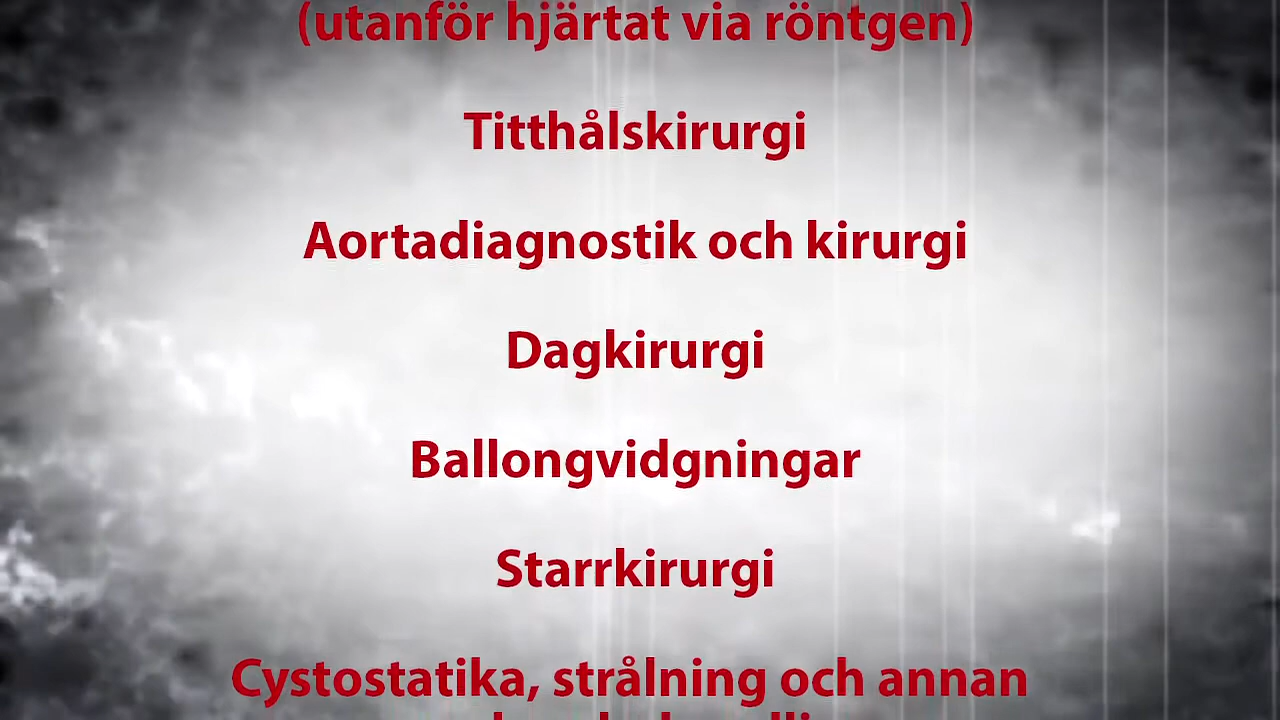 (utanför hjärtat via röntgen)
Titthålskirurgi
Aortadiagnostik och kirurgi
Dagkirurgi
Ballongvidgningar
Starrkirurgi
Cystostatika, strålning och annan